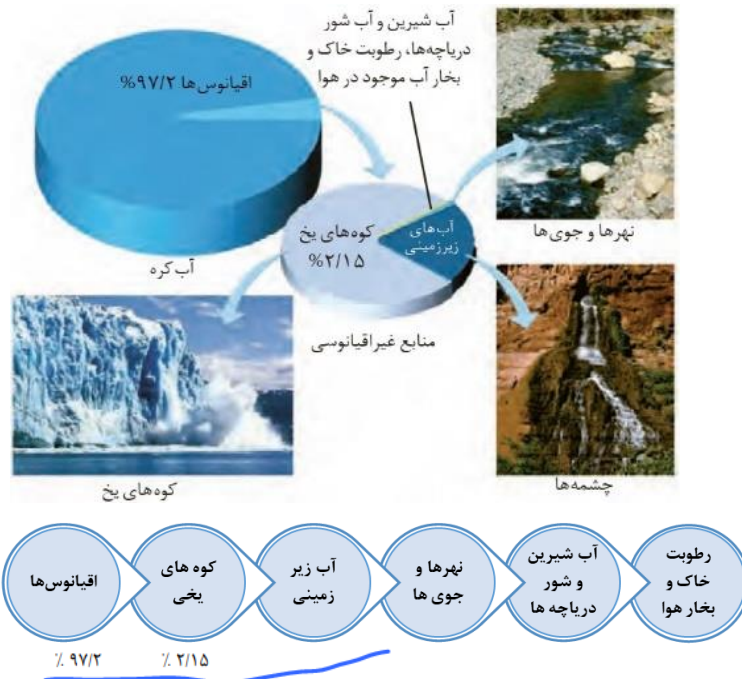 آب شیرین و آب شور
دریاچه‌ها، رطوبت خاک و
بخار آب موجود در هوا
اقیانوس‌ها ۹۷/۲%
کوه‌های یخ
%۲/۱۵
آب‌های
زیرزمینی
نهرها و جوی‌ها
آب کره
منابع غیراقیانوسی
کوه‌های یخ
چشمه‌ها
رطوبت
خاک و
بخار هوا
آب شیرین
و شور
دریاچه ها
نهرها و
جوی ها
آب زیر
زمینی
کوه های
یخی
اقیانوس‌ها
٪ ۹۷/۲
٪ ۲/۱۵